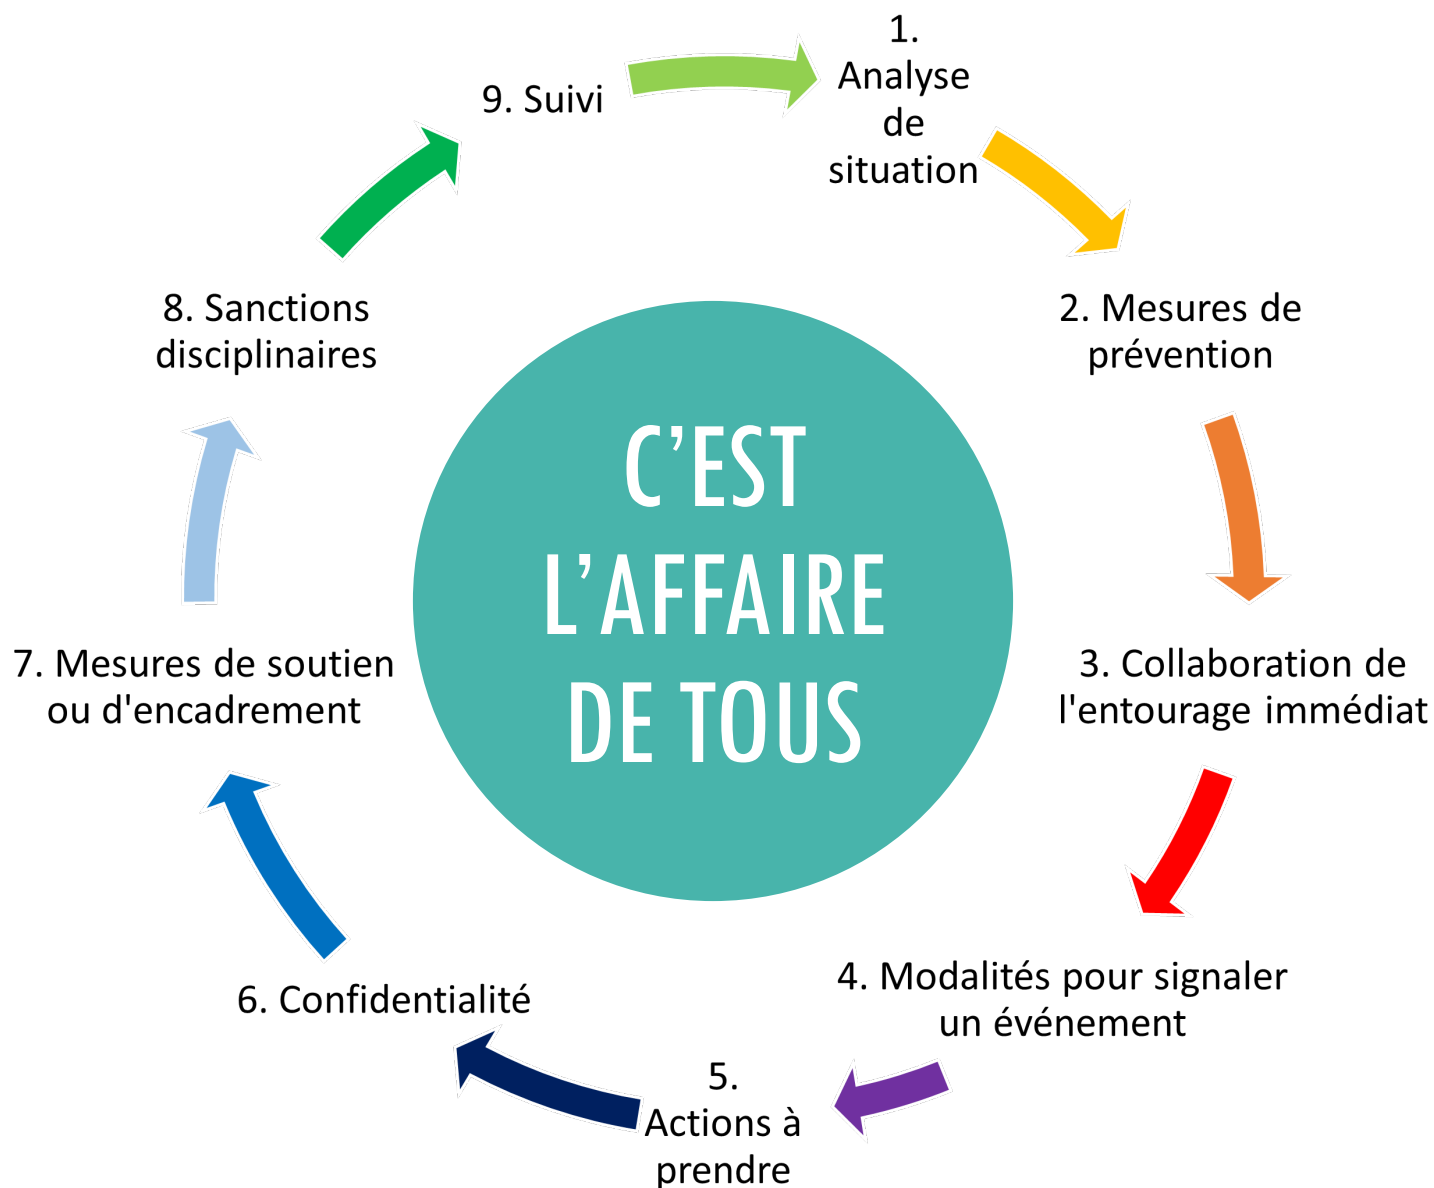 1.
Analyse
de
situation
2. Mesures de
prévention
3. Collaboration de
l'entourage immédiat
4. Modalités pour signaler
un événement
5.
Actions à
prendre
6. Confidentialité
7. Mesures de soutien
ou d'encadrement
8. Sanctions
disciplinaires
9. Suivi
C’EST
L’AFFAIRE
DE TOUS